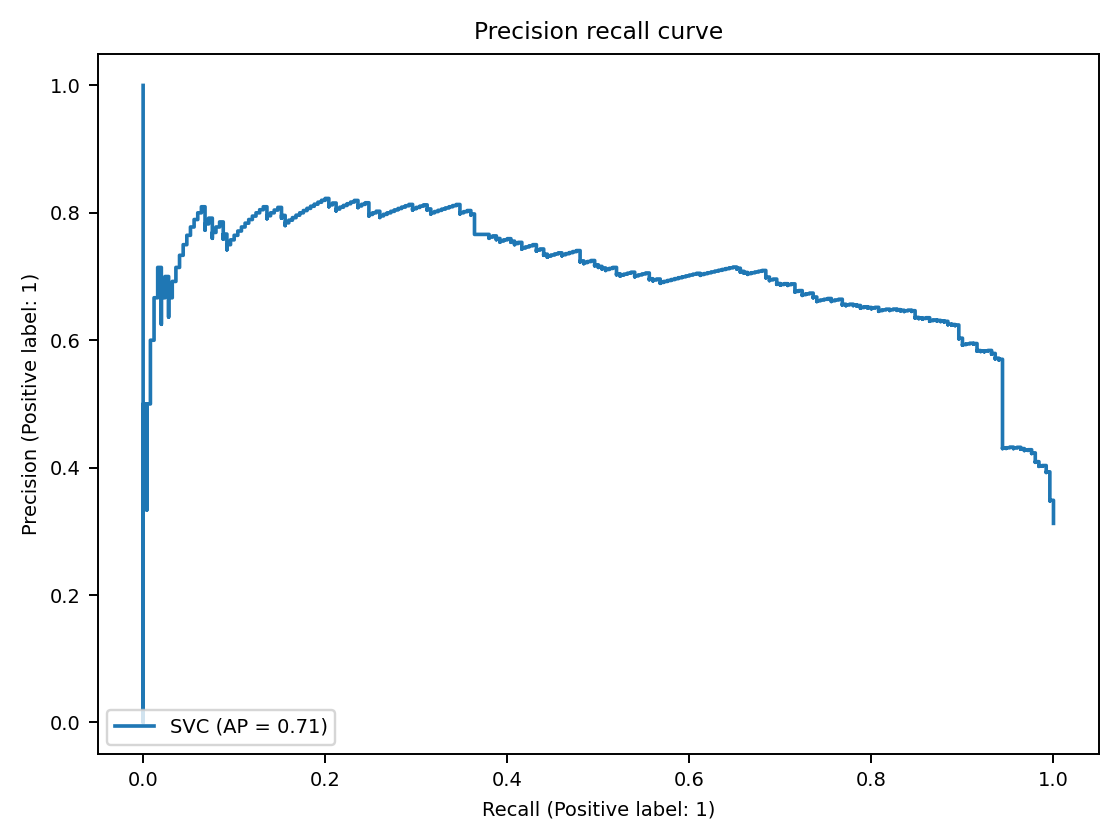 Precision recall curve
1.0
0.8
0.6
0.4
0.2
0.0
Precision (Positive label: 1)
SVC (AP = 0.71)
0.0 0.2 0.4 0.6 0.8 1.0
Recall (Positive label: 1)